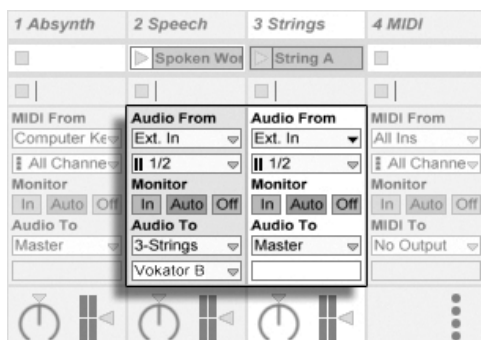 1 Absynth 2 Speech 3 Strings 4 MIDI
Spoken Wor String A
MIDI From Audio From Audio From MIDI From
Computer Ke Ext. In Ext. In All Ins
All Channe 1/2 1/2 All Channe
Monitor Monitor Monitor Monitor
In Auto Off In Auto Off In Auto Off In Auto Off
Audio To Audio To Audio To MIDI To
Master 3-Strings Master No Output
Vokator B